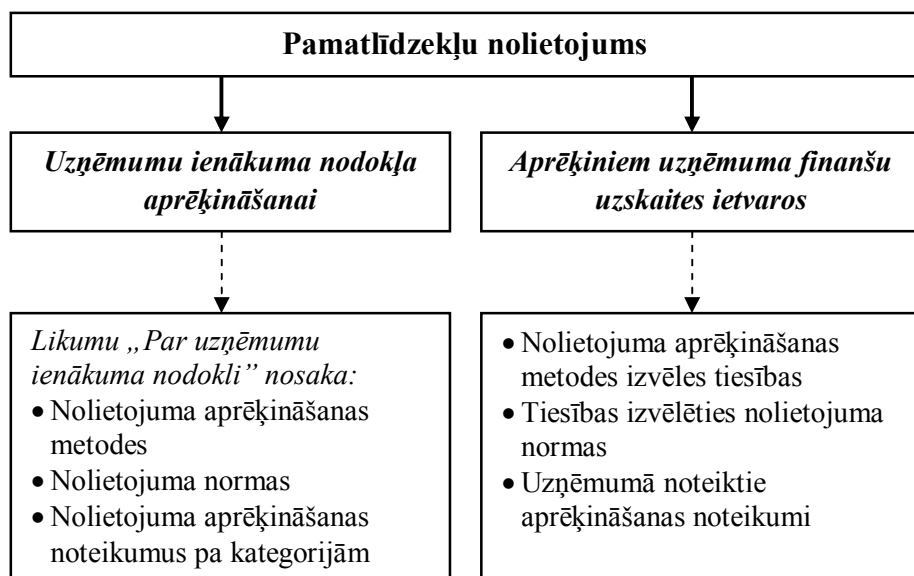 Pamatlīdzekļu nolietojums
Uzņēmumu ienākuma nodokļa
aprēķināšanai
Aprēķiniem uzņēmuma finanšu
uzskaites ietvaros
Likumu „Par uzņēmumu
ienākuma nodokli” nosaka:
• Nolietojuma aprēķināšanas
metodes
• Nolietojuma normas
• Nolietojuma aprēķināšanas
noteikumus pa kategorijām
• Nolietojuma aprēķināšanas
metodes izvēles tiesības
• Tiesības izvēlēties nolietojuma
normas
• Uzņēmumā noteiktie
aprēķināšanas noteikumi